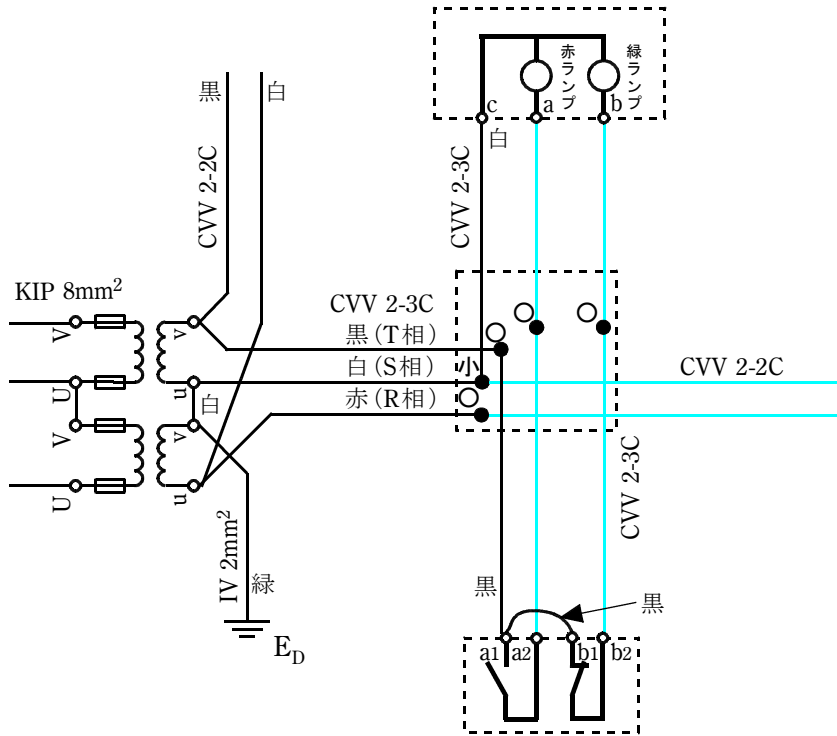 赤ランプ
緑ランプ
c
a
b
黒
白
白
CVV 2-2C
CVV 2-3C
KIP 8mm²
CVV 2-3C
黒(T相)
白(S相)
小
赤(R相)
CVV 2-2C
V
v
U
u
白
V
v
U
u
CVV 2-3C
IV 2mm²
緑
E_D
黒
黒
a1
a2
b1
b2